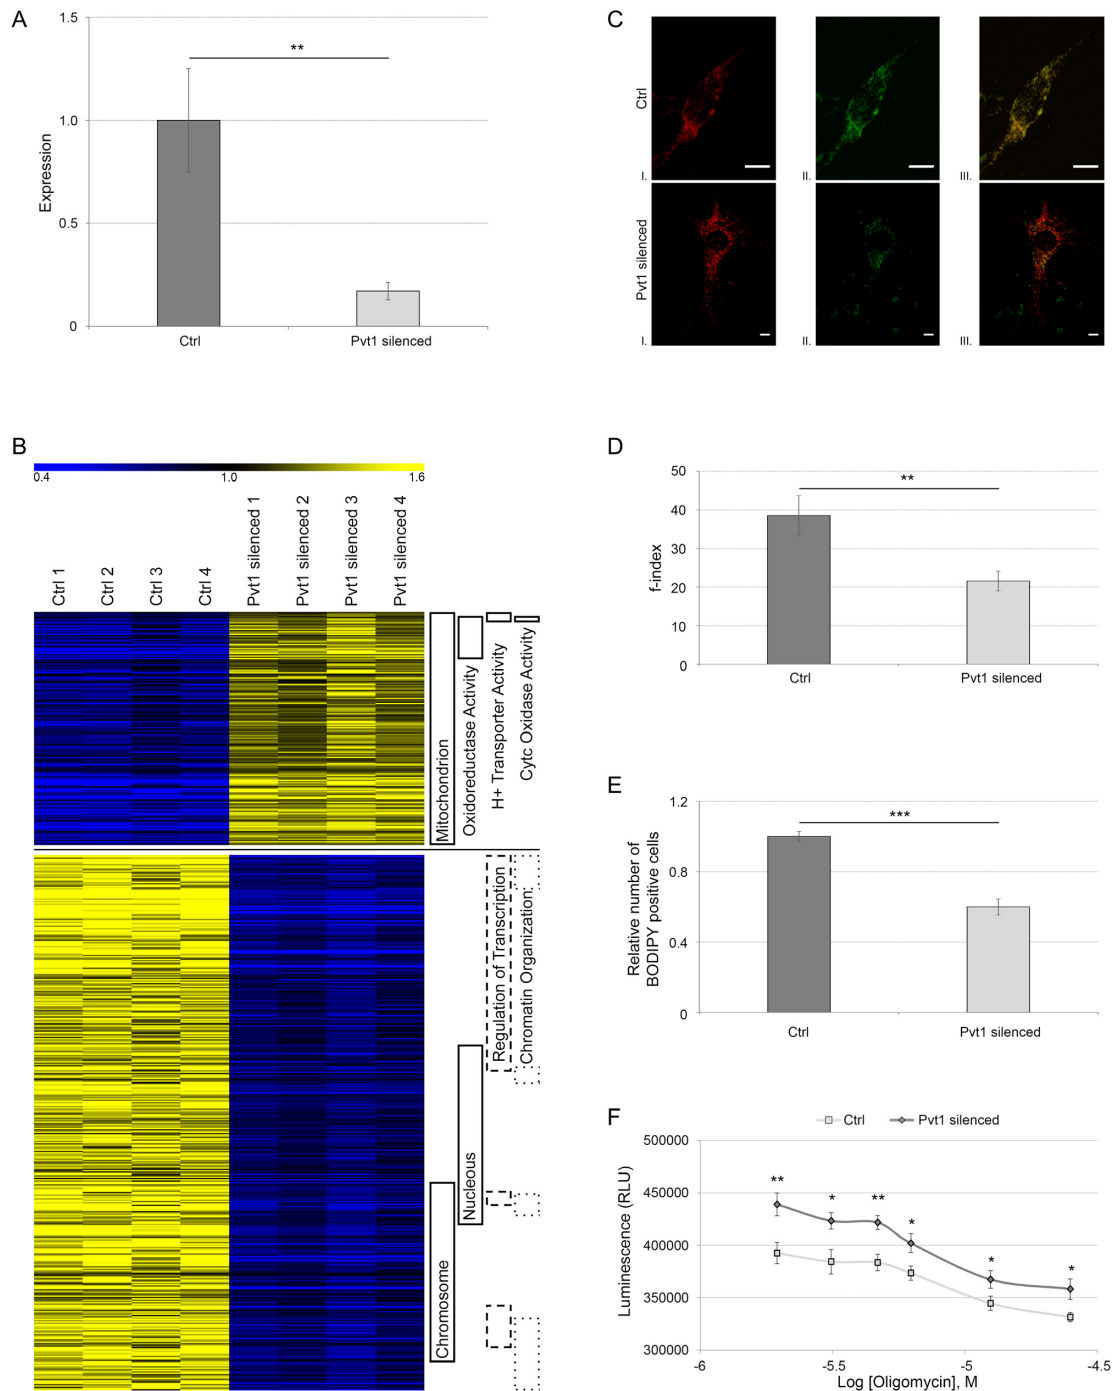 A
1.5
1.0
0.5
0
Expression
**
Ctrl
Pvt1 silenced
B
0.4
1.0
1.6
Ctrl 1
Ctrl 2
Ctrl 3
Ctrl 4
Pvt1 silenced 1
Pvt1 silenced 2
Pvt1 silenced 3
Pvt1 silenced 4
Mitochondrion
Oxidoreductase Activity
H+ Transporter Activity
Cytc Oxidase Activity
Regulation of Transcription
Chromatin Organization
Nucleous
Chromosome
C
Ctrl
I.
II.
III.
Pvt1 silenced
I.
II.
III.
D
50
40
30
20
10
0
f-index
**
Ctrl
Pvt1 silenced
E
1.2
0.8
0.4
0
Relative number of
BODIPY positive cells
***
Ctrl
Pvt1 silenced
F
Ctrl
Pvt1 silenced
500000
450000
400000
350000
300000
Luminescence (RLU)
**
*
**
*
*
*
-6
-5.5
-5
-4.5
Log [Oligomycin], M